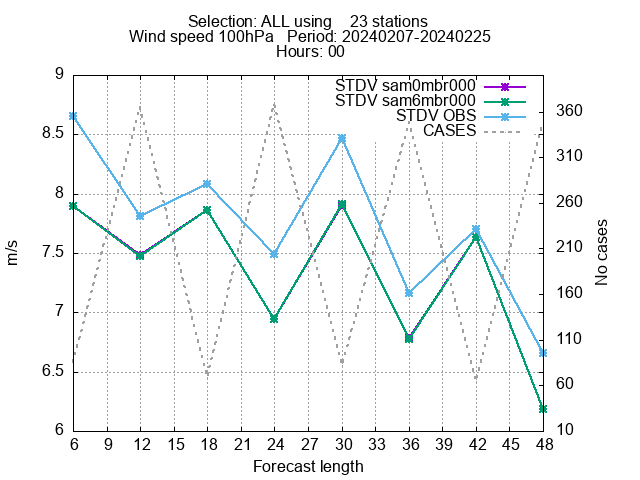 Selection: ALL using 23 stations
Wind speed 100hPa Period: 20240207-20240225
Hours: 00
STDV sam0mbr000
STDV sam6mbr000
STDV OBS
CASES
9
8.5
8
7.5
7
6.5
6
m/s
360
310
260
210
160
110
60
10
No cases
6 9 12 15 18 21 24 27 30 33 36 39 42 45 48
Forecast length